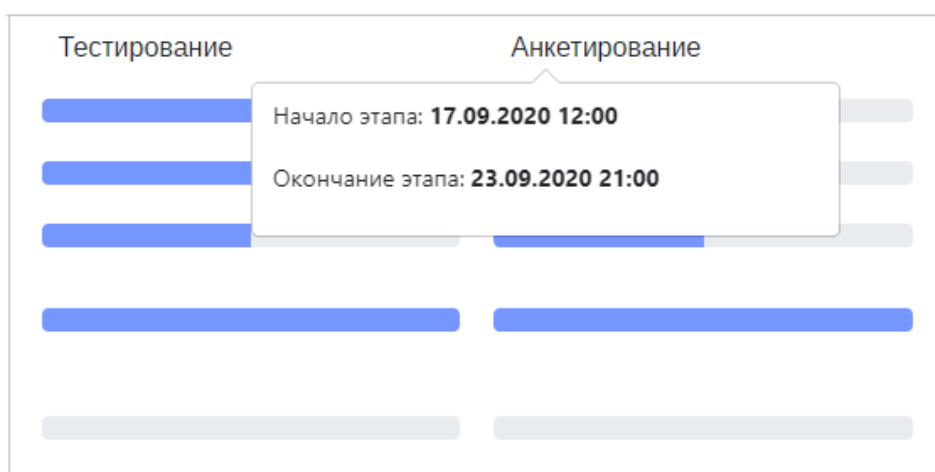 Тестирование
Анкетирование
Начало этапа: 17.09.2020 12:00
Окончание этапа: 23.09.2020 21:00